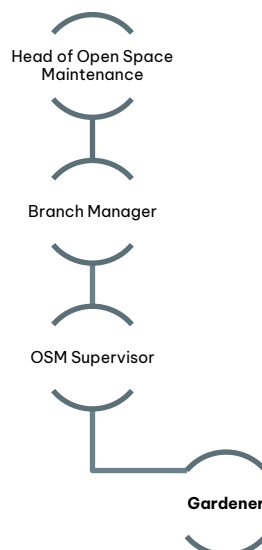 Head of Open Space
Maintenance
Branch Manager
OSM Supervisor
Gardener